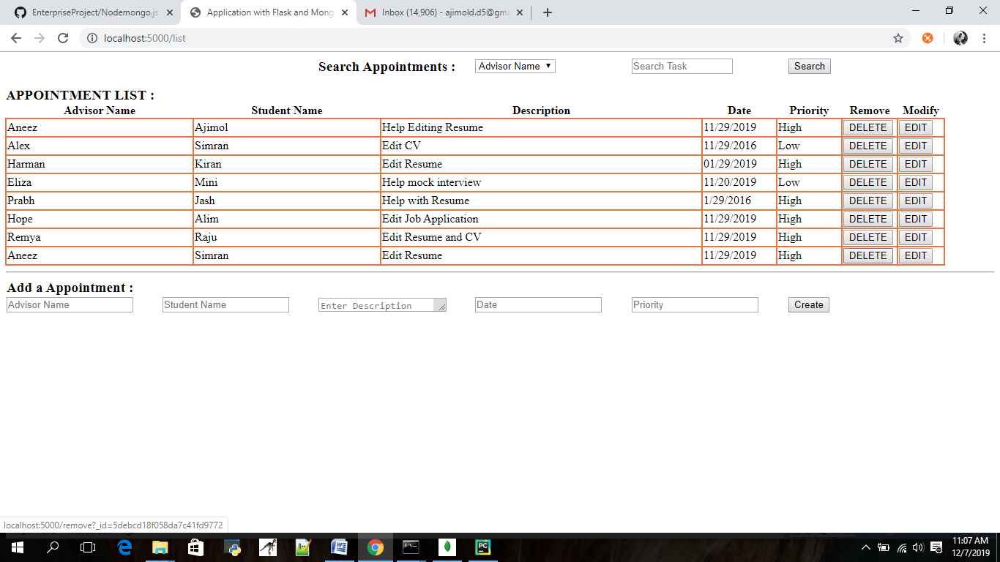 EnterpriseProject/Nodemongo.js
Application with Flask and Mong
Inbox (14,906) - ajimold.d5@gma
localhost:5000/list
Search Appointments : Advisor Name Search Task Search
APPOINTMENT LIST :
Advisor Name Student Name Description Date Priority Remove Modify
Aneez Ajimol Help Editing Resume 11/29/2019 High DELETE EDIT
Alex Simran Edit CV 11/29/2016 Low DELETE EDIT
Harman Kiran Edit Resume 01/29/2019 High DELETE EDIT
Eliza Mini Help mock interview 11/20/2019 Low DELETE EDIT
Prabh Jash Help with Resume 1/29/2016 High DELETE EDIT
Hope Alim Edit Job Application 11/29/2019 High DELETE EDIT
Remya Raju Edit Resume and CV 11/29/2019 High DELETE EDIT
Aneez Simran Edit Resume 11/29/2019 High DELETE EDIT
Add a Appointment :
Advisor Name Student Name Enter Description Date Priority Create
localhost:5000/remove?_id=5debcd18f058da7c41fd9772
11:07 AM
12/7/2019